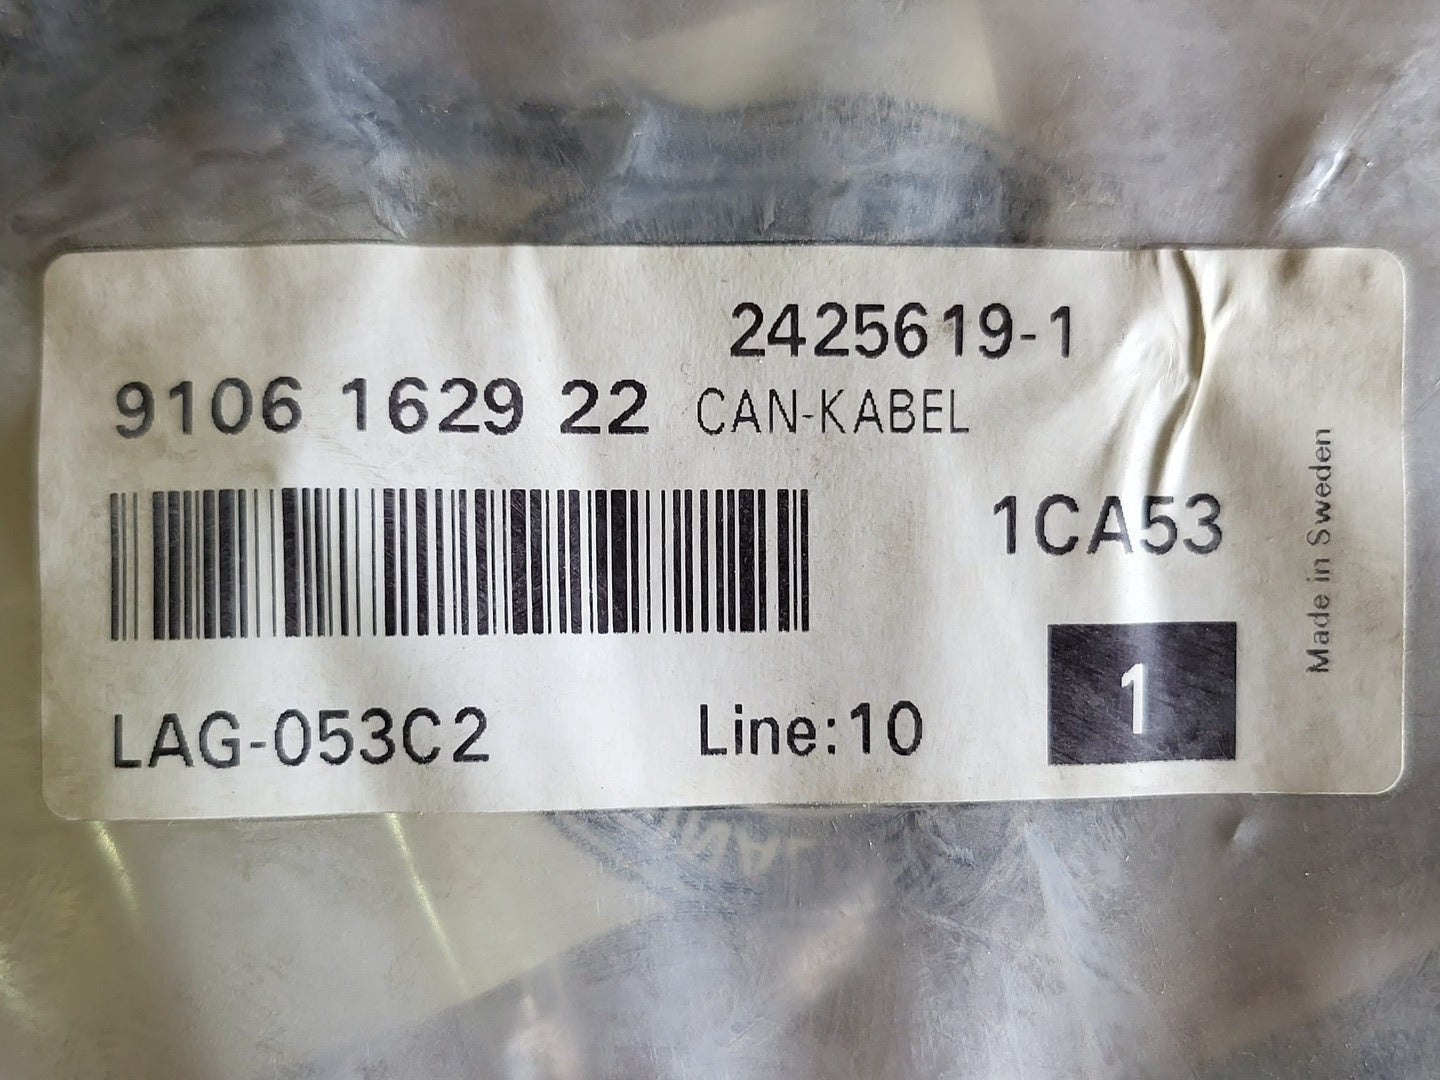 2425619-1
9106 1629 22 CAN-KABEL
1CA53
Made in Sweden
LAG-053C2 Line:10 1